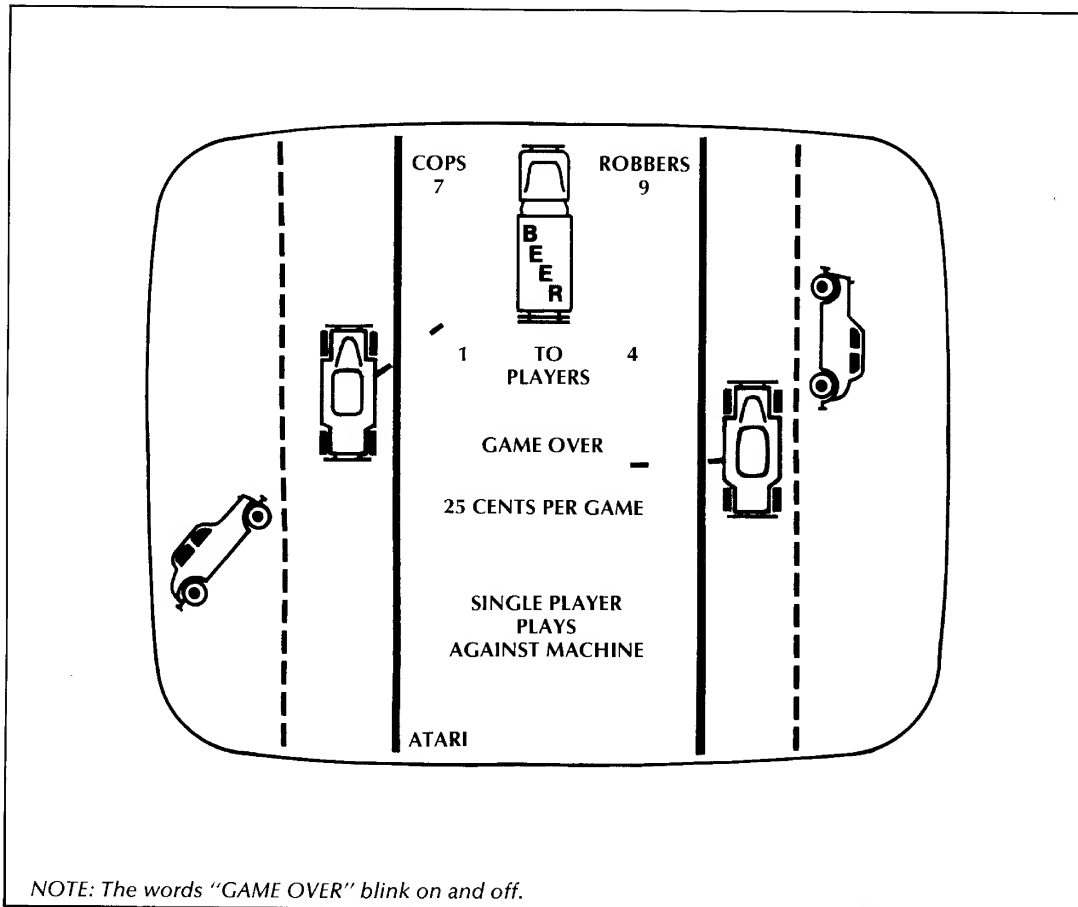 COPS ROBBERS
7 9
B
E
E
R
1 TO 4
PLAYERS
GAME OVER
25 CENTS PER GAME
SINGLE PLAYER
PLAYS
AGAINST MACHINE
ATARI
NOTE: The words "GAME OVER" blink on and off.